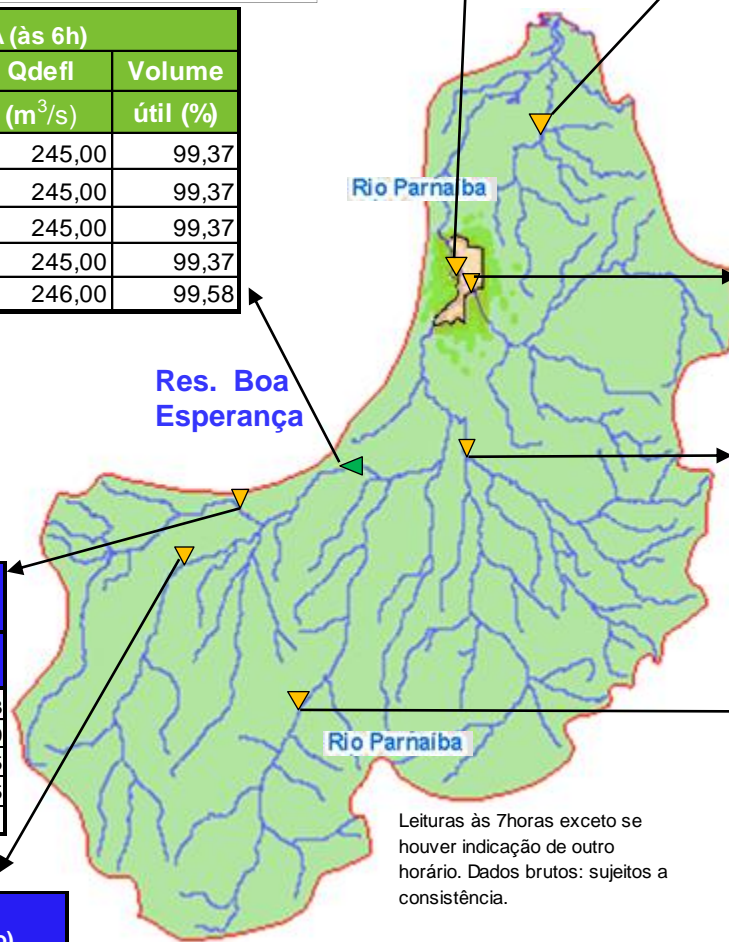 A (às 6h)
Qdefl Volume
(m³/s) útil (%)
245,00 99,37
245,00 99,37
245,00 99,37
245,00 99,37
246,00 99,58
Rio Parnaíba
Res. Boa
Esperança
Rio Parnaíba
Leituras às 7horas exceto se
houver indicação de outro
horário. Dados brutos: sujeitos a
consistência.